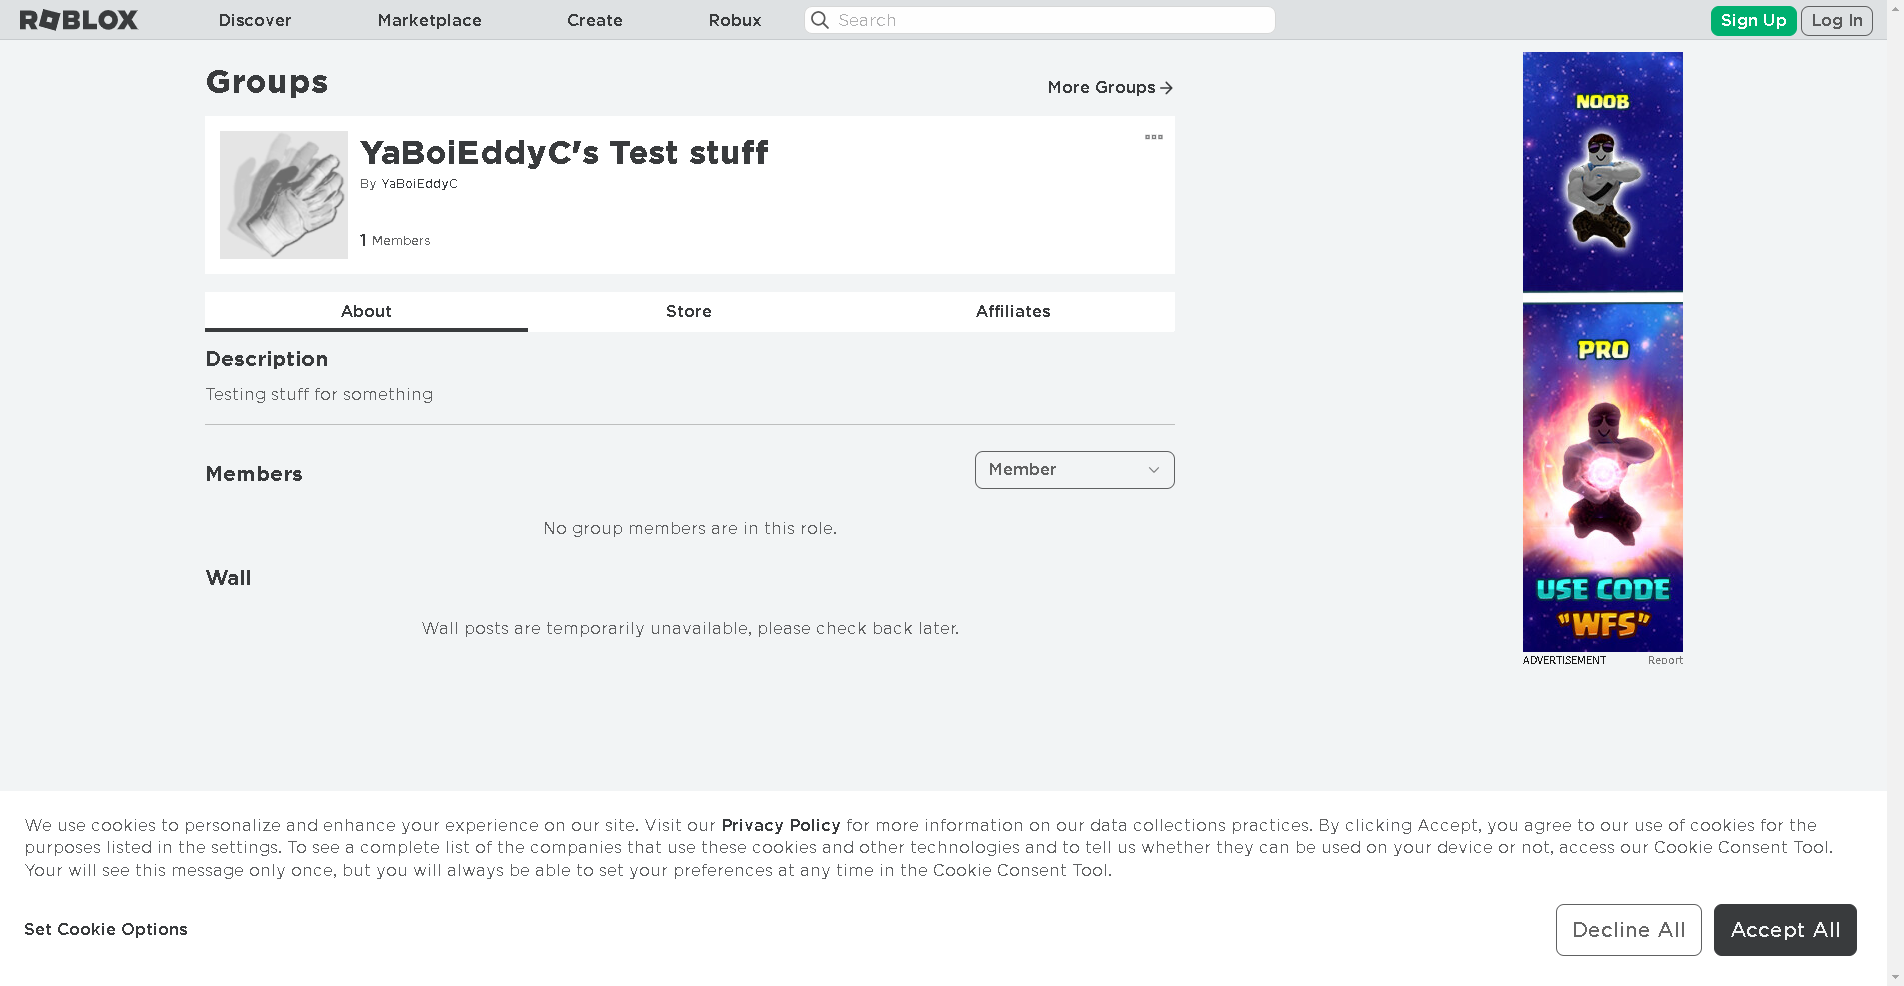 ROBLOX
Discover
Marketplace
Create
Robux
Search
Sign Up
Log In
Groups
More Groups
YaBoiEddyC's Test stuff
By YaBoiEddyC
1 Members
About
Store
Affiliates
Description
Testing stuff for something
Members
Member
No group members are in this role.
Wall
Wall posts are temporarily unavailable, please check back later.
NOOB
PRO
USE CODE
"WFS"
ADVERTISEMENT
Report
We use cookies to personalize and enhance your experience on our site. Visit our Privacy Policy for more information on our data collections practices. By clicking Accept, you agree to our use of cookies for the
purposes listed in the settings. To see a complete list of the companies that use these cookies and other technologies and to tell us whether they can be used on your device or not, access our Cookie Consent Tool.
Your will see this message only once, but you will always be able to set your preferences at any time in the Cookie Consent Tool.
Set Cookie Options
Decline All
Accept All